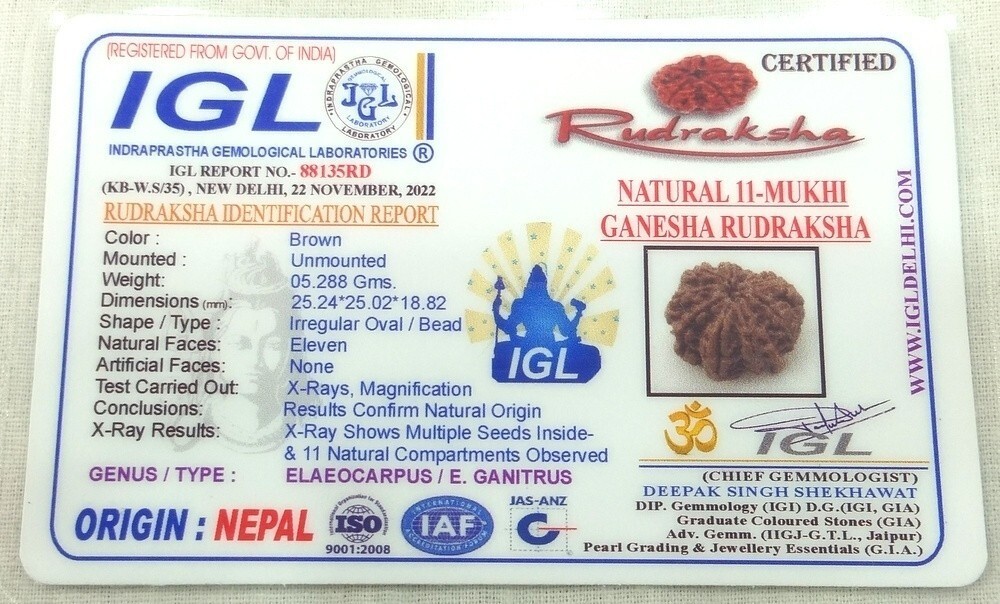 (REGISTERED FROM GOVT. OF INDIA)
IGL
INDRAPRASTHA GEMOLOGICAL
LABORATORY
GEMOLOGICAL
IGL
LABORATORY
INDRAPRASTHA GEMOLOGICAL LABORATORIES ®
IGL REPORT NO.- 88135RD
(KB-W.S/35) , NEW DELHI, 22 NOVEMBER, 2022
RUDRAKSHA IDENTIFICATION REPORT
Color : Brown
Mounted : Unmounted
Weight: 05.288 Gms.
Dimensions (mm): 25.24*25.02*18.82
Shape / Type : Irregular Oval / Bead
Natural Faces: Eleven
Artificial Faces: None
Test Carried Out: X-Rays, Magnification
Conclusions: Results Confirm Natural Origin
X-Ray Results: X-Ray Shows Multiple Seeds Inside-
& 11 Natural Compartments Observed
GENUS / TYPE : ELAEOCARPUS / E. GANITRUS
ORIGIN : NEPAL
ISO
9001:2008
INTERNATIONAL
IAF
ACCREDITATION FORUM
JAS-ANZ
IGL
CERTIFIED
Rudraksha
NATURAL 11-MUKHI
GANESHA RUDRAKSHA
WWW.IGLDELHI.COM
ॐ
IGL
(CHIEF GEMMOLOGIST)
DEEPAK SINGH SHEKHAWAT
DIP. Gemmology (IGI) D.G.(IGI, GIA)
Graduate Coloured Stones (GIA)
Adv. Gemm. (IIGJ-G.T.L., Jaipur)
Pearl Grading & Jewellery Essentials (G.I.A.)